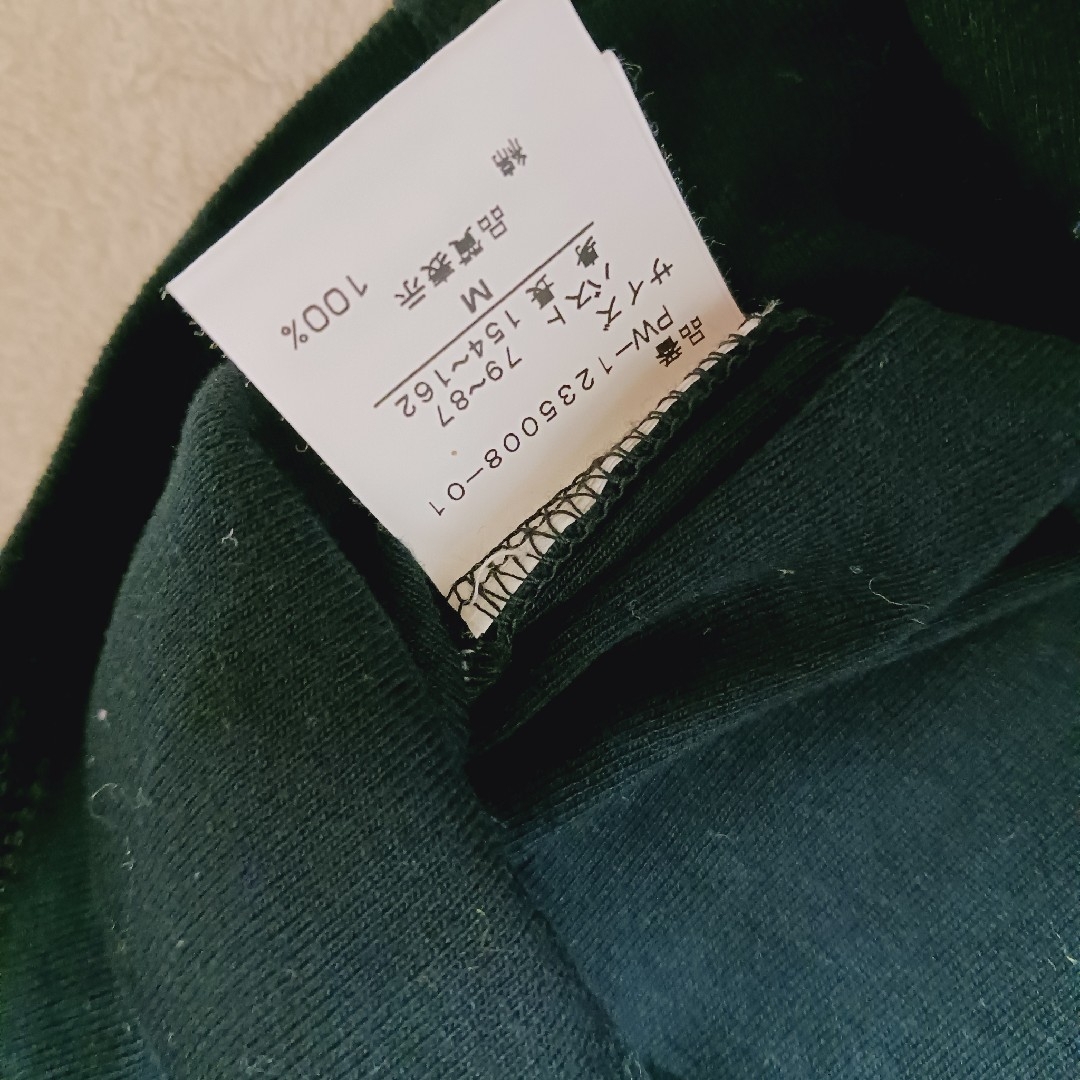 品番 PW-1235008-01
サイズ
バスト 79~87
身長 154~162
M
品質表示
綿 100%